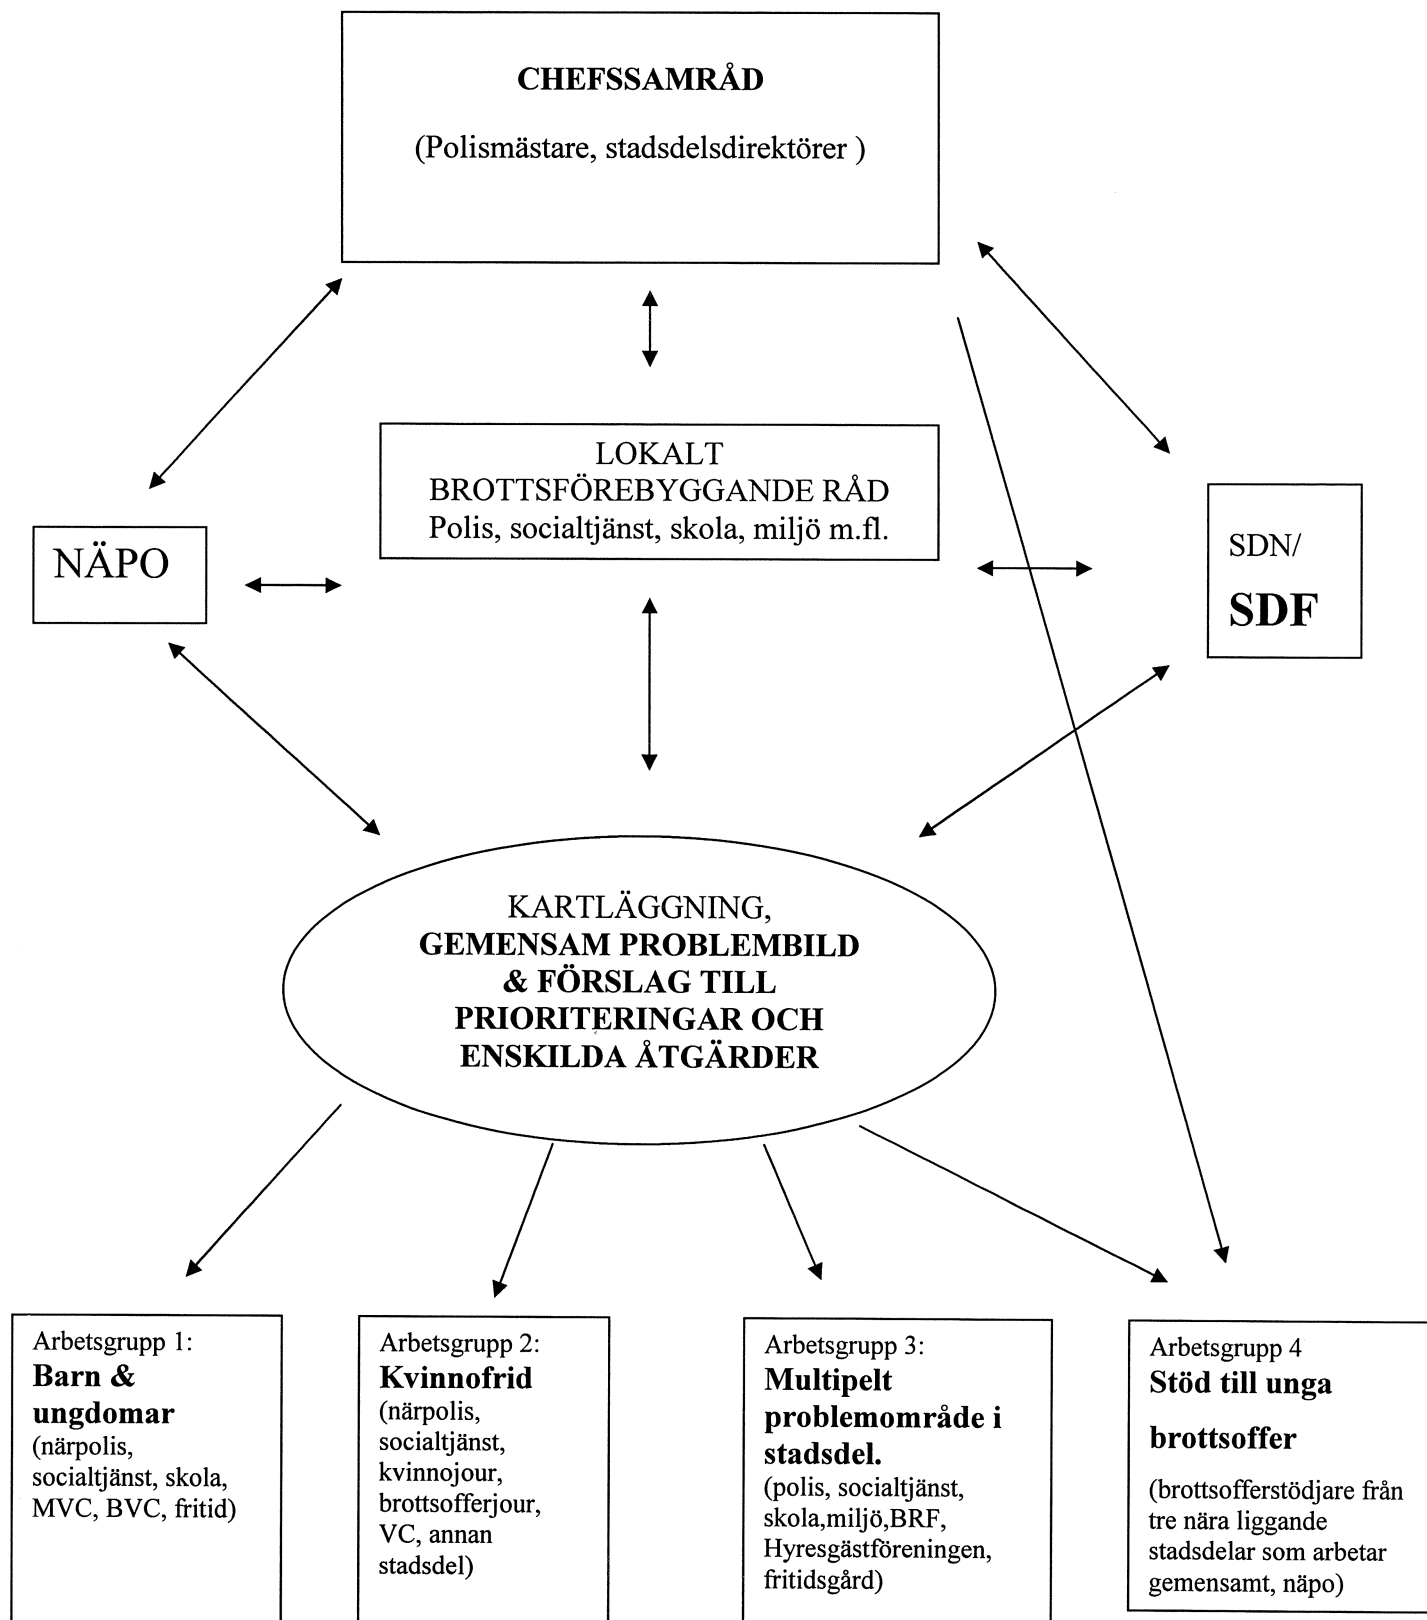 CHEFSSAMRÅD
(Polismästare, stadsdelsdirektörer )
LOKALT
BROTTSFÖREBYGGANDE RÅD
Polis, socialtjänst, skola, miljö m.fl.
NÄPO
SDN/
SDF
KARTLÄGGNING,
GEMENSAM PROBLEMBILD
& FÖRSLAG TILL
PRIORITERINGAR OCH
ENSKILDA ÅTGÄRDER
Arbetsgrupp 1:
Barn &
ungdomar
(närpolis,
socialtjänst, skola,
MVC, BVC, fritid)
Arbetsgrupp 2:
Kvinnofrid
(närpolis,
socialtjänst,
kvinnojour,
brottsofferjour,
VC, annan
stadsdel)
Arbetsgrupp 3:
Multipelt
problemområde i
stadsdel.
(polis, socialtjänst,
skola,miljö,BRF,
Hyresgästföreningen,
fritidsgård)
Arbetsgrupp 4
Stöd till unga
brottsoffer
(brottsofferstödjare från
tre nära liggande
stadsdelar som arbetar
gemensamt, näpo)